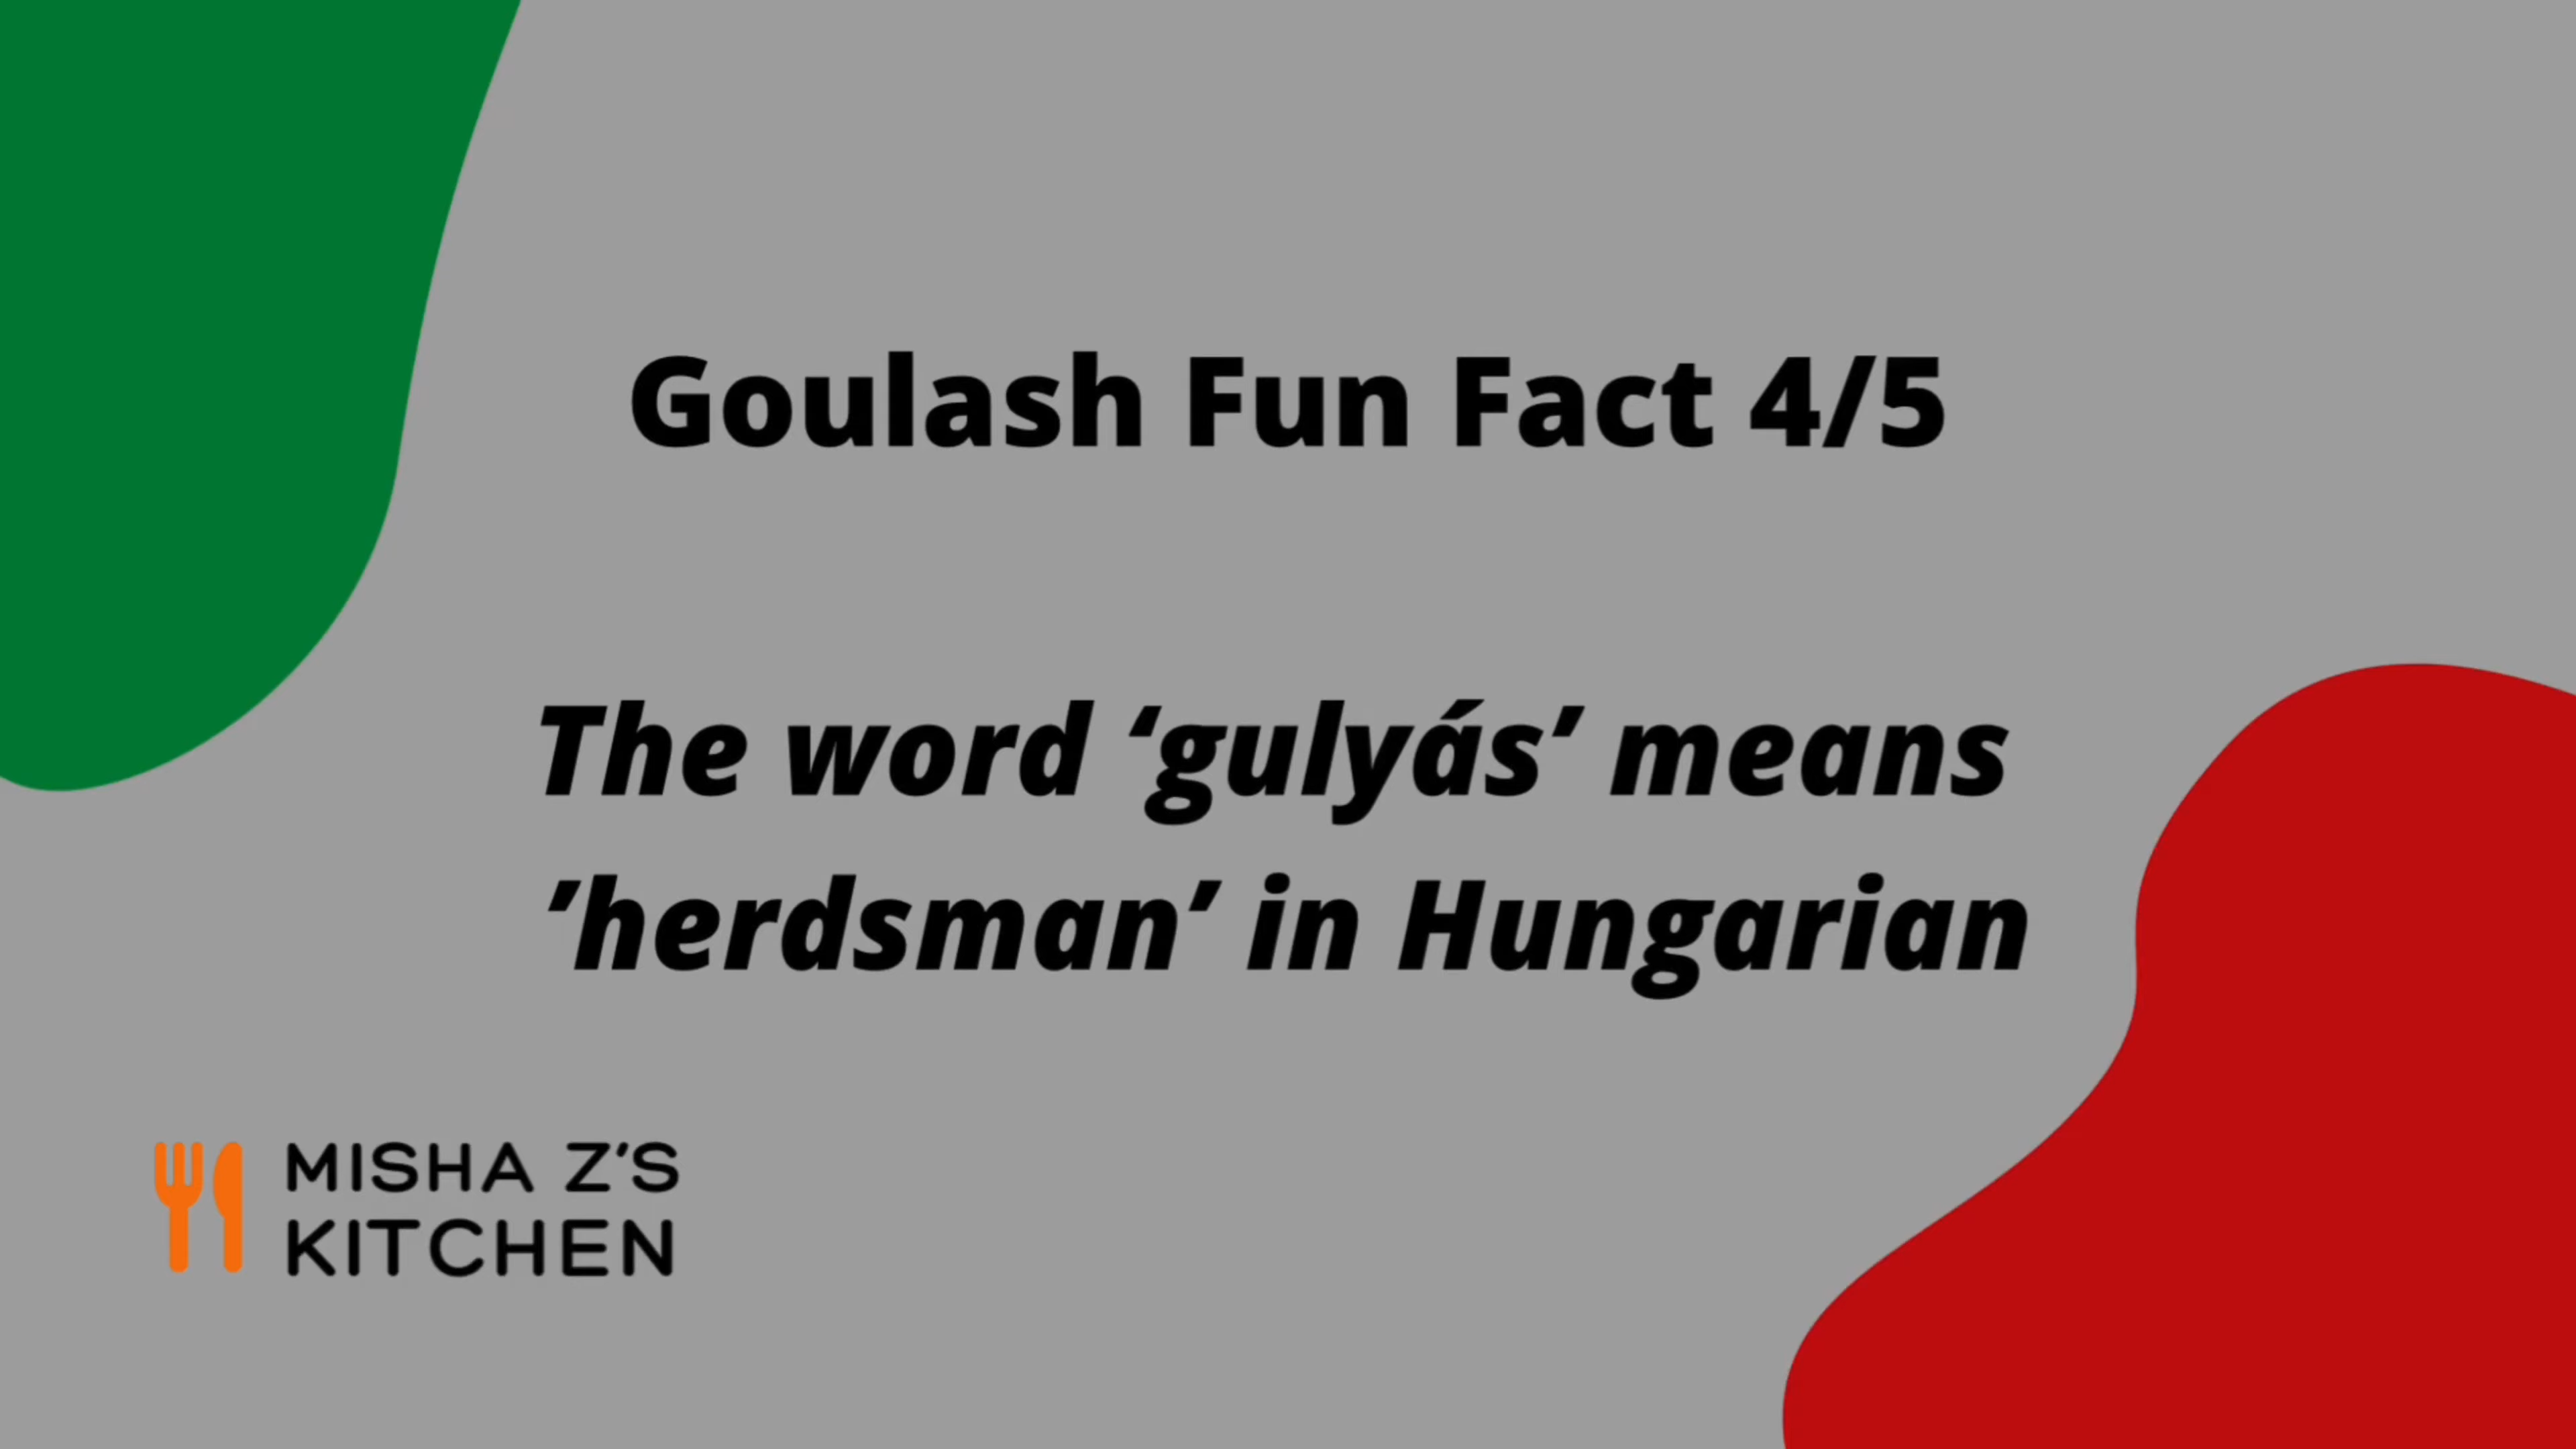 Goulash Fun Fact 4/5
The word ‘gulyás’ means
’herdsman’ in Hungarian
MISHA Z’S
KITCHEN